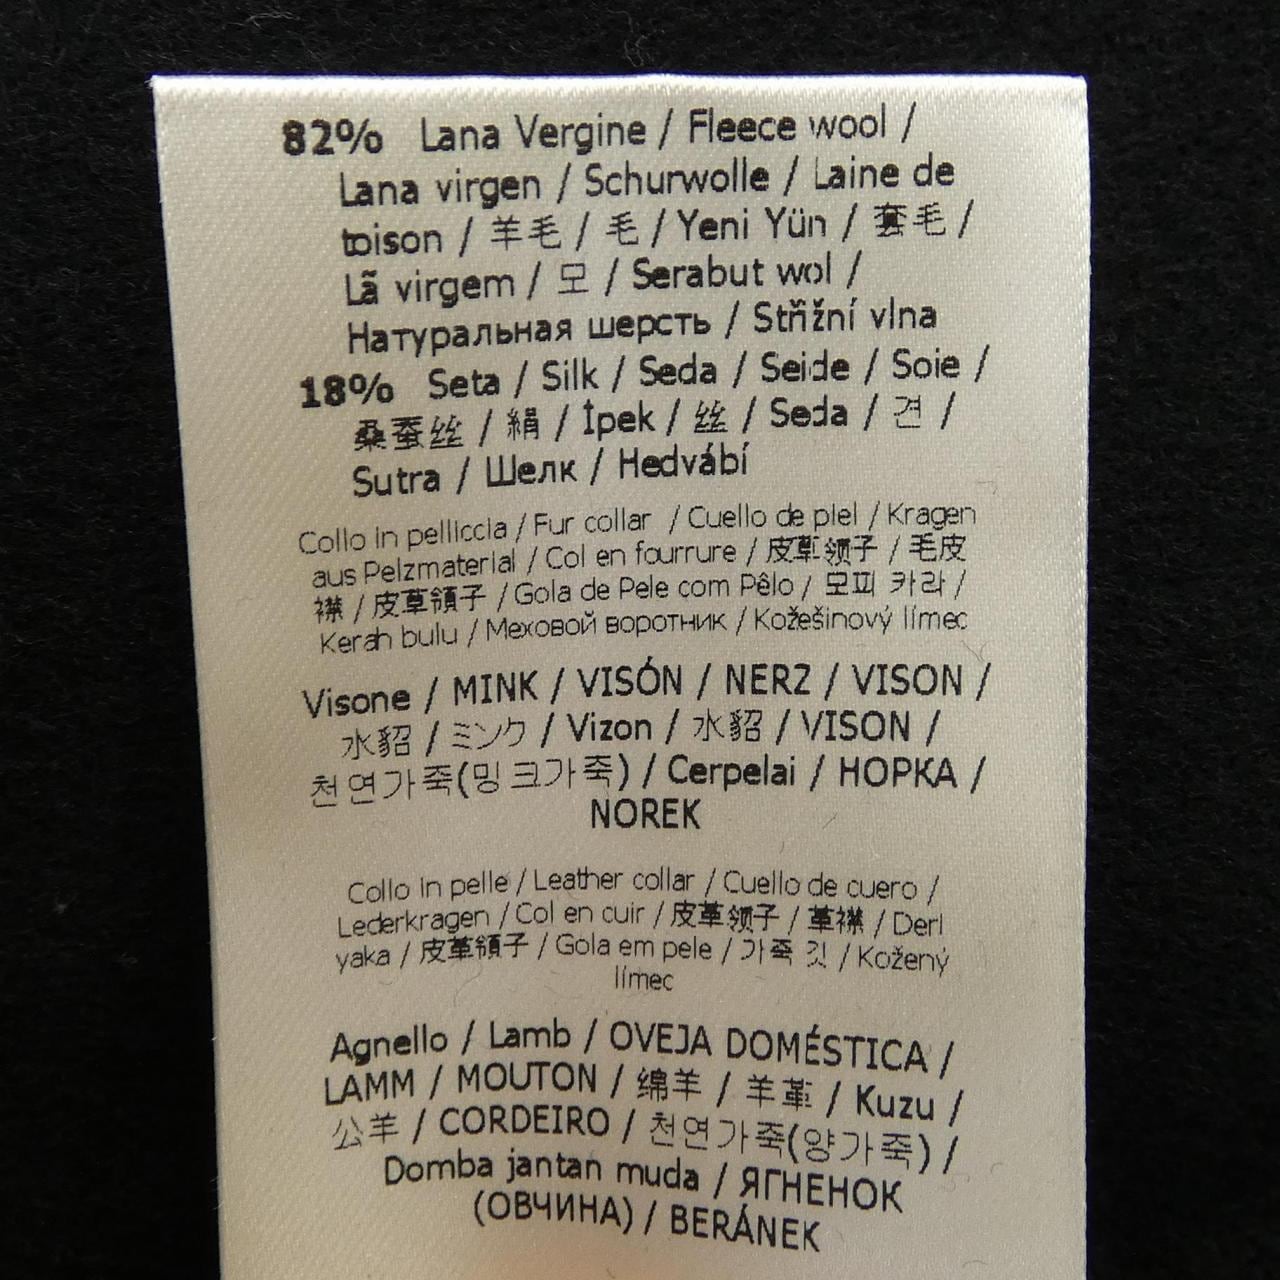 82% Lana Vergine / Fleece wool /
Lana virgen / Schurwolle / Laine de
toison / 羊毛 / 毛 / Yeni Yün / 套毛 /
Lã virgem / 모 / Serabut wol /
Натуральная шерсть / Střižní vlna
18% Seta / Silk / Seda / Seide / Soie /
桑蚕丝 / 絹 / İpek / 丝 / Seda / 견 /
Sutra / Шелк / Hedvábí
Collo in pelliccia / Fur collar / Cuello de piel / Kragen
aus Pelzmaterial / Col en fourrure / 皮草领子 / 毛皮
襟 / 皮草領子 / Gola de Pele com Pêlo / 모피 카라 /
Kerah bulu / Меховой воротник / Kožešinový límec
Visone / MINK / VISÓN / NERZ / VISON /
水貂 / ミンク / Vizon / 水貂 / VISON /
천연가죽(밍크가죽) / Cerpelai / НОРКА /
NOREK
Collo in pelle / Leather collar / Cuello de cuero /
Lederkragen / Col en cuir / 皮革领子 / 革襟 / Deri
yaka / 皮革領子 / Gola em pele / 가죽 깃 / Kožený
límec
Agnello / Lamb / OVEJA DOMÉSTICA /
LAMM / MOUTON / 绵羊 / 羊革 / Kuzu /
公羊 / CORDEIRO / 천연가죽(양가죽) /
Domba jantan muda / ЯГНЕНОК
(ОВЧИНА) / BERÁNEK